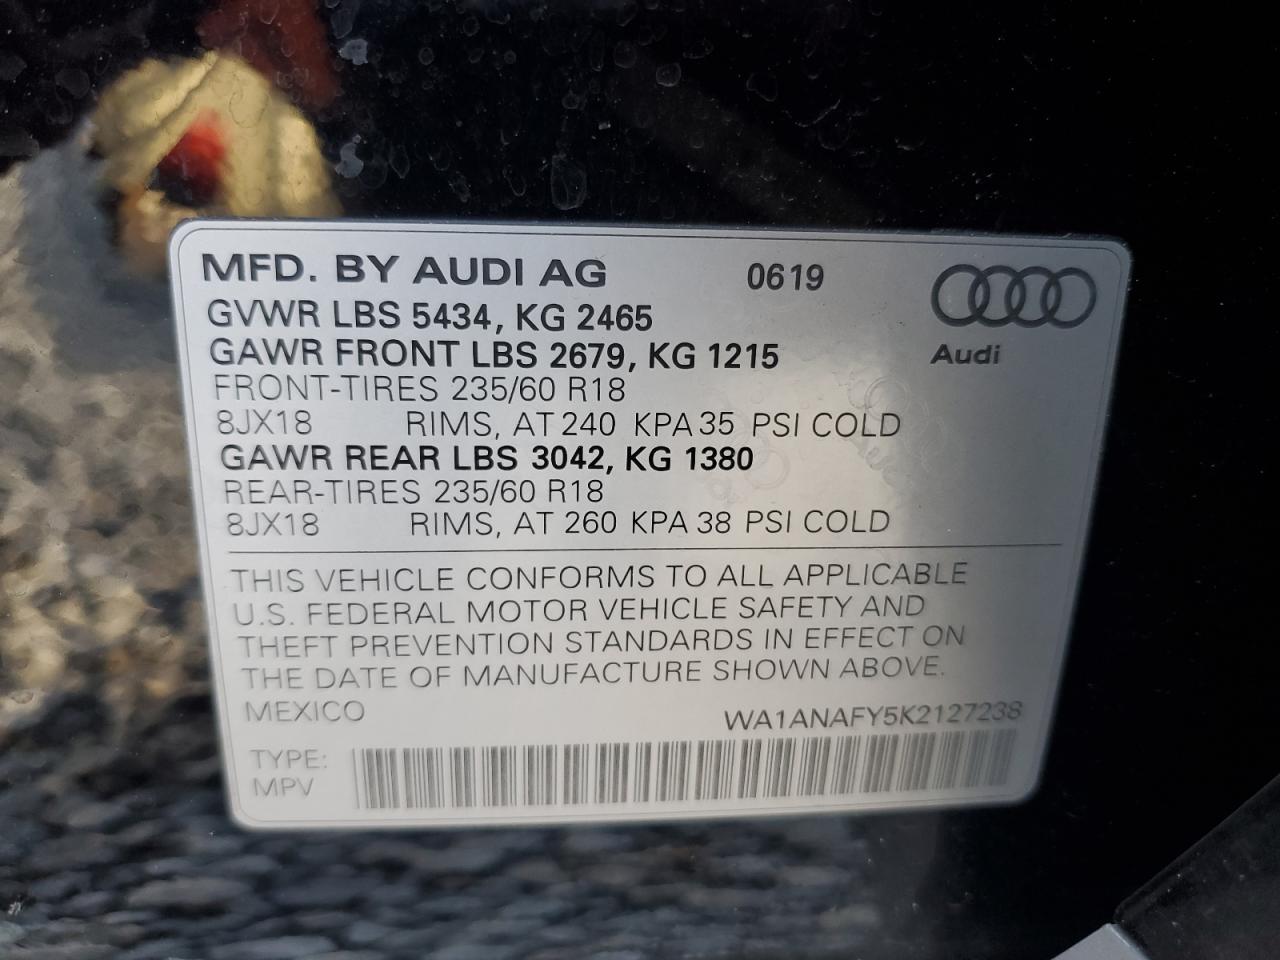 MFD. BY AUDI AG 0619
GVWR LBS 5434, KG 2465
GAWR FRONT LBS 2679, KG 1215
Audi
FRONT-TIRES 235/60 R18
8JX18 RIMS, AT 240 KPA 35 PSI COLD
GAWR REAR LBS 3042, KG 1380
REAR-TIRES 235/60 R18
8JX18 RIMS, AT 260 KPA 38 PSI COLD
THIS VEHICLE CONFORMS TO ALL APPLICABLE
U.S. FEDERAL MOTOR VEHICLE SAFETY AND
THEFT PREVENTION STANDARDS IN EFFECT ON
THE DATE OF MANUFACTURE SHOWN ABOVE.
MEXICO WA1ANAFY5K2127238
TYPE:
MPV